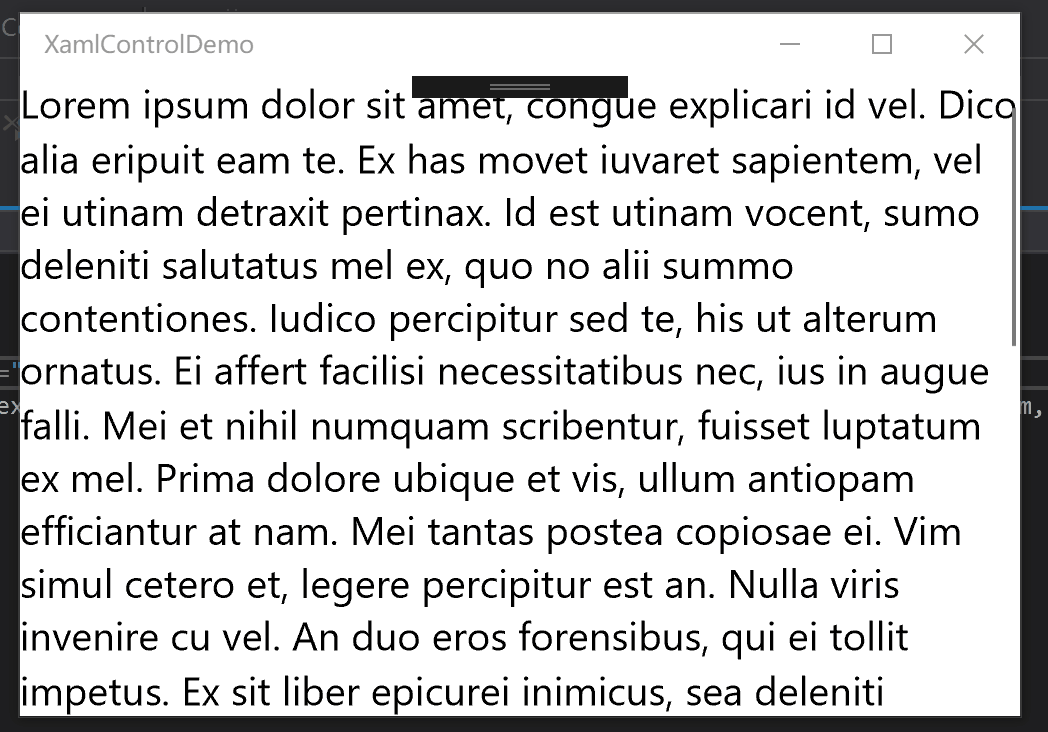 XamlControlDemo
Lorem ipsum dolor sit amet, congue explicari id vel. Dico
alia eripuit eam te. Ex has movet iuvaret sapientem, vel
ei utinam detraxit pertinax. Id est utinam vocent, sumo
deleniti salutatus mel ex, quo no alii summo
contentiones. Iudico percipitur sed te, his ut alterum
ornatus. Ei affert facilisi necessitatibus nec, ius in augue
falli. Mei et nihil numquam scribentur, fuisset luptatum
ex mel. Prima dolore ubique et vis, ullum antiopam
efficiantur at nam. Mei tantas postea copiosae ei. Vim
simul cetero et, legere percipitur est an. Nulla viris
invenire cu vel. An duo eros forensibus, qui ei tollit
impetus. Ex sit liber epicurei inimicus, sea deleniti